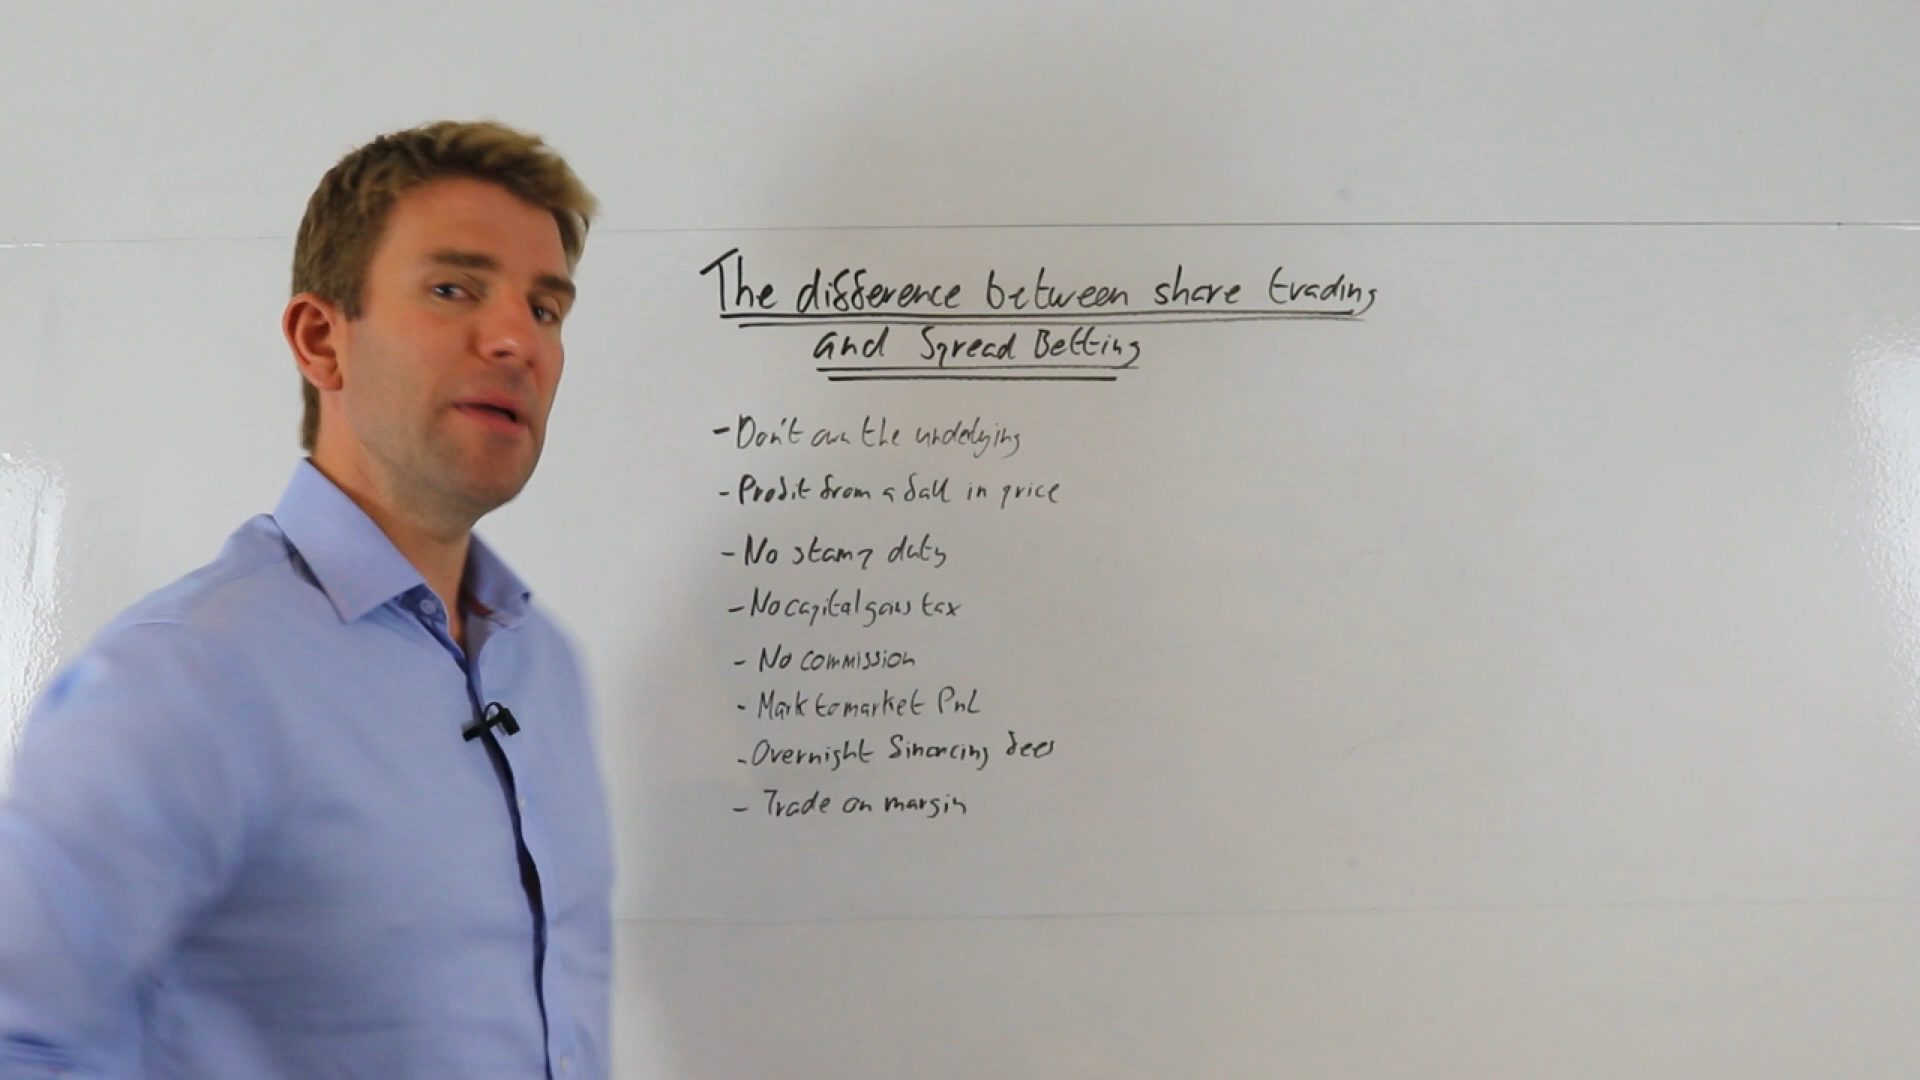 The difference between share trading
and Spread Betting
- Don't own the underlying
- Profit from a fall in price
- No stamp duty
- No capital gains tax
- No commission
- Mark to market PnL
- Overnight financing fees
- Trade on margin